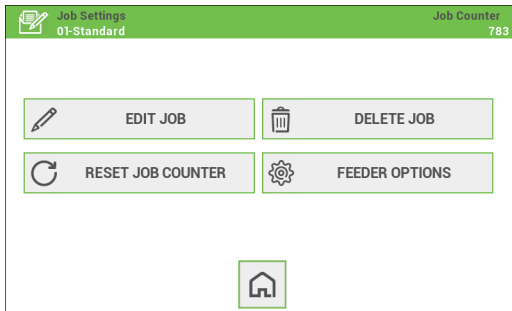 Job Settings
Job Counter
01-Standard
783
EDIT JOB
DELETE JOB
RESET JOB COUNTER
FEEDER OPTIONS